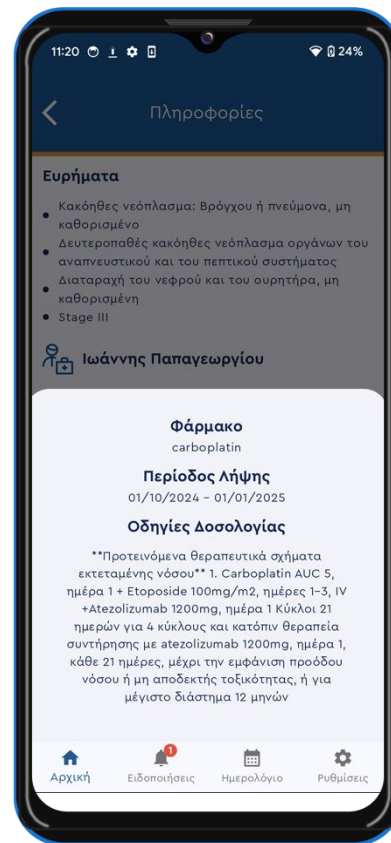 11:20
24%
Πληροφορίες
Ευρήματα
Κακόηθες νεόπλασμα: Βρόγχου ή πνεύμονα, μη
καθορισμένο
Δευτεροπαθές κακόηθες νεόπλασμα οργάνων του
αναπνευστικού και του πεπτικού συστήματος
Διαταραχή του νεφρού και του ουρητήρα, μη
καθορισμένη
Stage III
Ιωάννης Παπαγεωργίου
Φάρμακο
carboplatin
Περίοδος Λήψης
01/10/2024 - 01/01/2025
Οδηγίες Δοσολογίας
**Προτεινόμενα θεραπευτικά σχήματα
εκτεταμένης νόσου** 1. Carboplatin AUC 5,
ημέρα 1 + Etoposide 100mg/m2, ημέρες 1-3, IV
+Atezolizumab 1200mg, ημέρα 1 Κύκλοι 21
ημερών για 4 κύκλους και κατόπιν θεραπεία
συντήρησης με atezolizumab 1200mg, ημέρα 1,
κάθε 21 ημέρες, μέχρι την εμφάνιση προόδου
νόσου ή μη αποδεκτής τοξικότητας, ή για
μέγιστο διάστημα 12 μηνών
1
Αρχική
Ειδοποιήσεις
Ημερολόγιο
Ρυθμίσεις